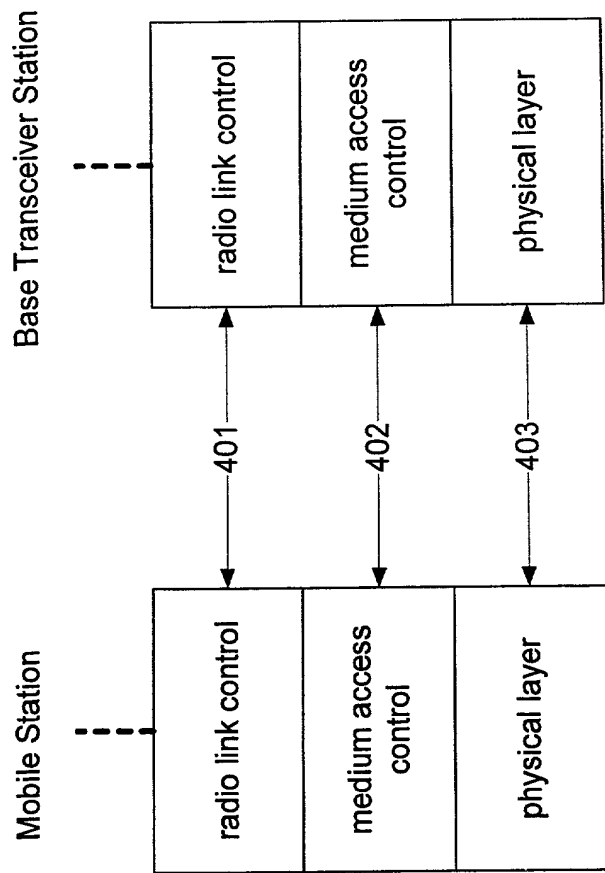 Mobile Station
Base Transceiver Station
radio link control
401
radio link control
medium access
control
402
medium access
control
physical layer
403
physical layer